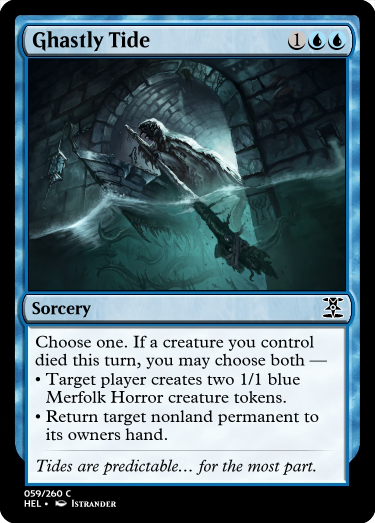 Ghastly Tide 1
Sorcery
Choose one. If a creature you control
died this turn, you may choose both —
• Target player creates two 1/1 blue
Merfolk Horror creature tokens.
• Return target nonland permanent to
its owners hand.
Tides are predictable… for the most part.
059/260 C
HEL • Istrander